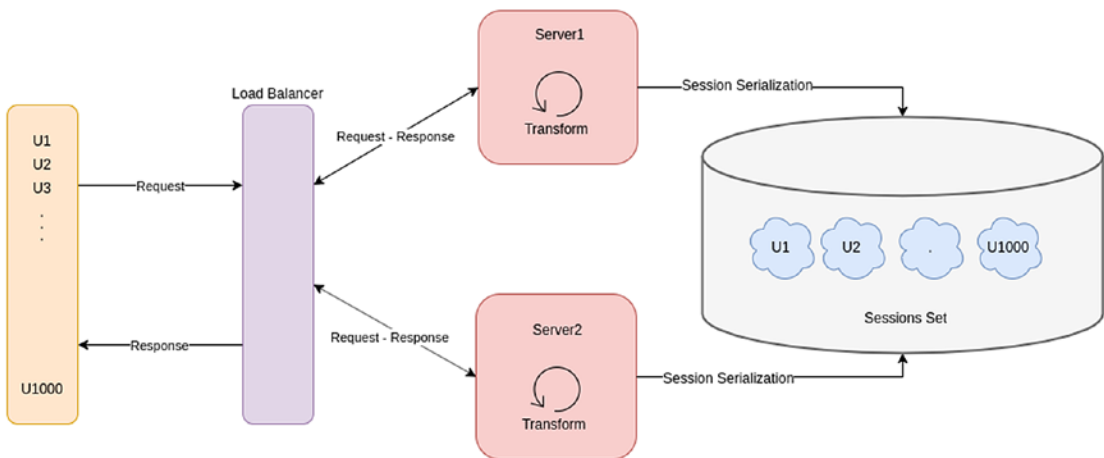 U1
U2
U3
.
.
.
U1000
Request
Response
Load Balancer
Request - Response
Request - Response
Server1
Transform
Server2
Transform
Session Serialization
Session Serialization
U1
U2
.
U1000
Sessions Set